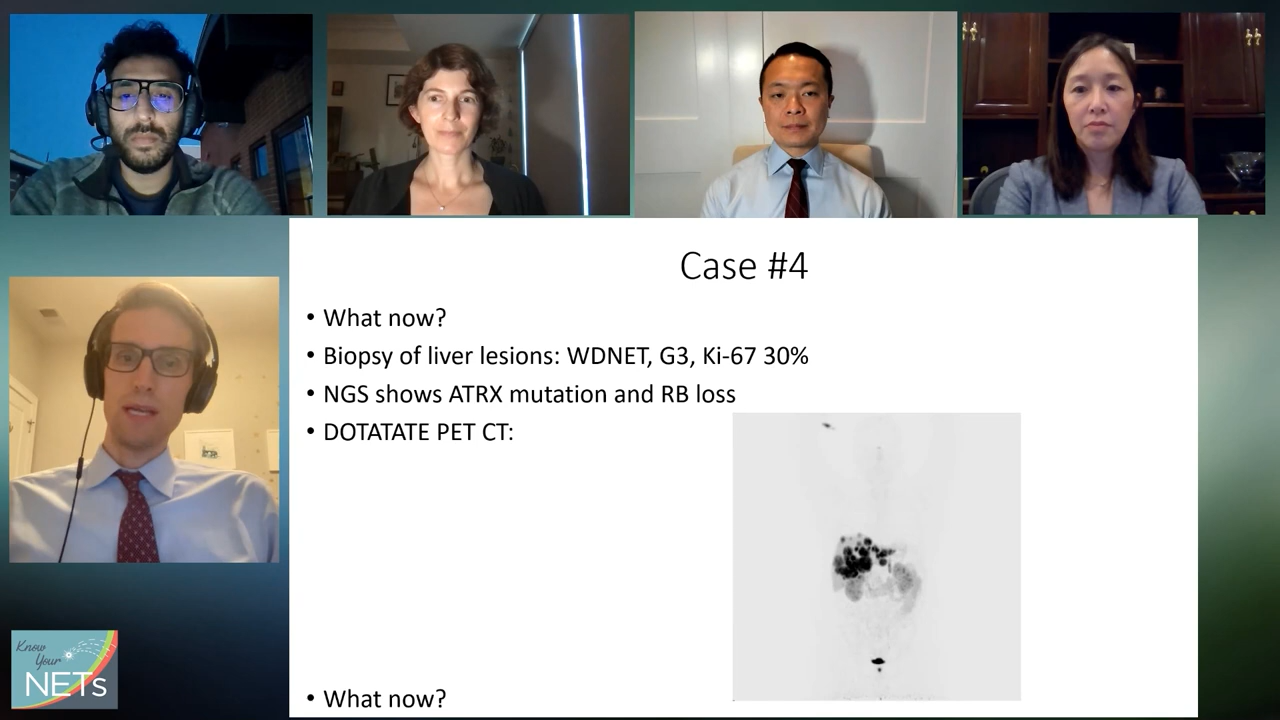 Case #4
• What now?
• Biopsy of liver lesions: WDNET, G3, Ki-67 30%
• NGS shows ATRX mutation and RB loss
• DOTATATE PET CT:
• What now?
Know
Your
NETs